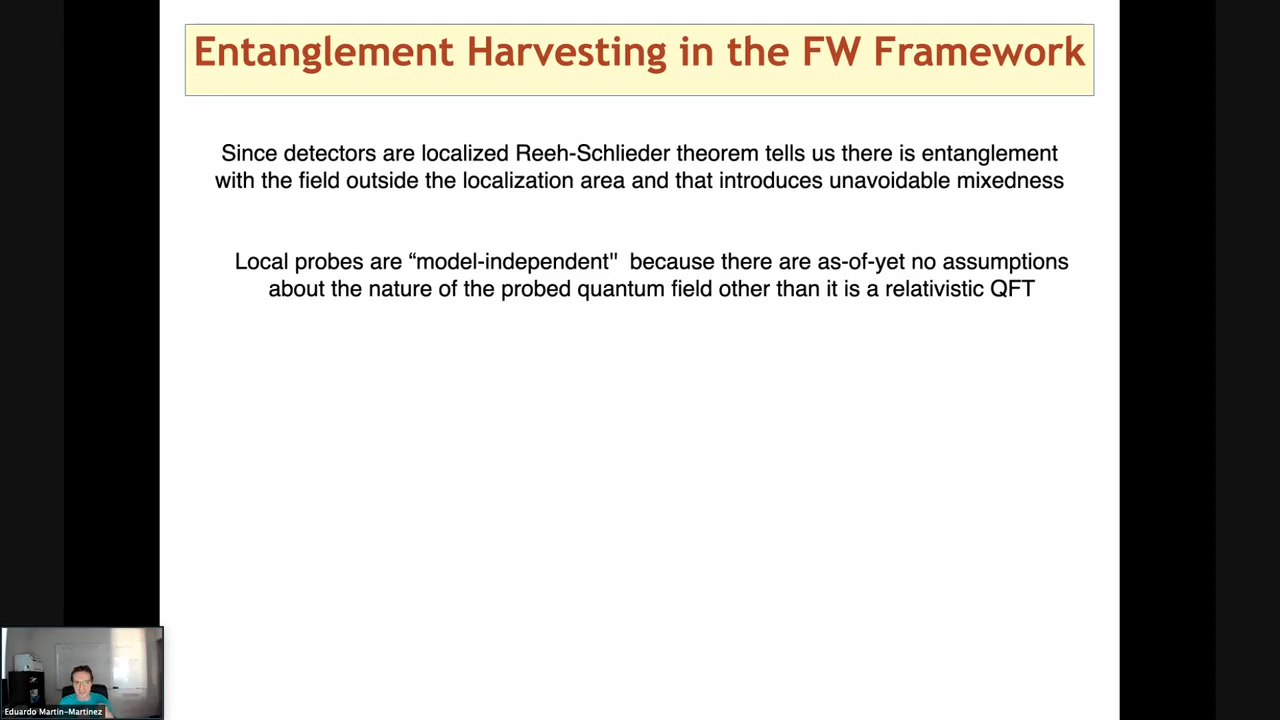 Entanglement Harvesting in the FW Framework
Since detectors are localized Reeh-Schlieder theorem tells us there is entanglement
with the field outside the localization area and that introduces unavoidable mixedness
Local probes are “model-independent"  because there are as-of-yet no assumptions
about the nature of the probed quantum field other than it is a relativistic QFT
Eduardo Martin-Martinez